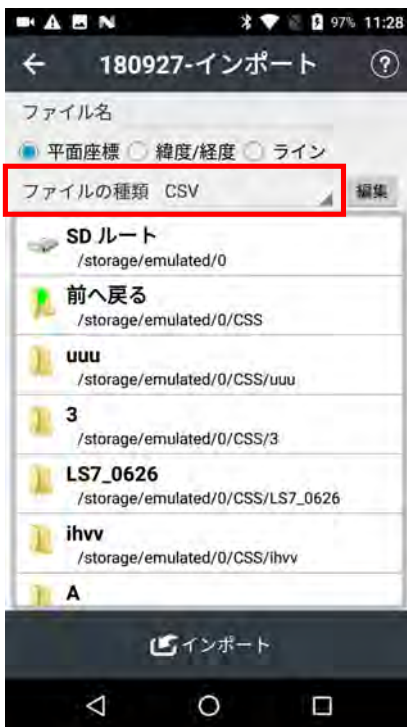 97% 11:28
180927-インポート ?
ファイル名
平面座標 緯度/経度 ライン
ファイルの種類 CSV 編集
SD ルート
/storage/emulated/0
前へ戻る
/storage/emulated/0/CSS
uuu
/storage/emulated/0/CSS/uuu
3
/storage/emulated/0/CSS/3
LS7_0626
/storage/emulated/0/CSS/LS7_0626
ihvv
/storage/emulated/0/CSS/ihvv
A
インポート